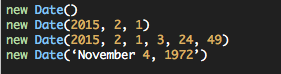 new Date()
new Date(2015, 2, 1)
new Date(2015, 2, 1, 3, 24, 49)
new Date(‘November 4, 1972’)